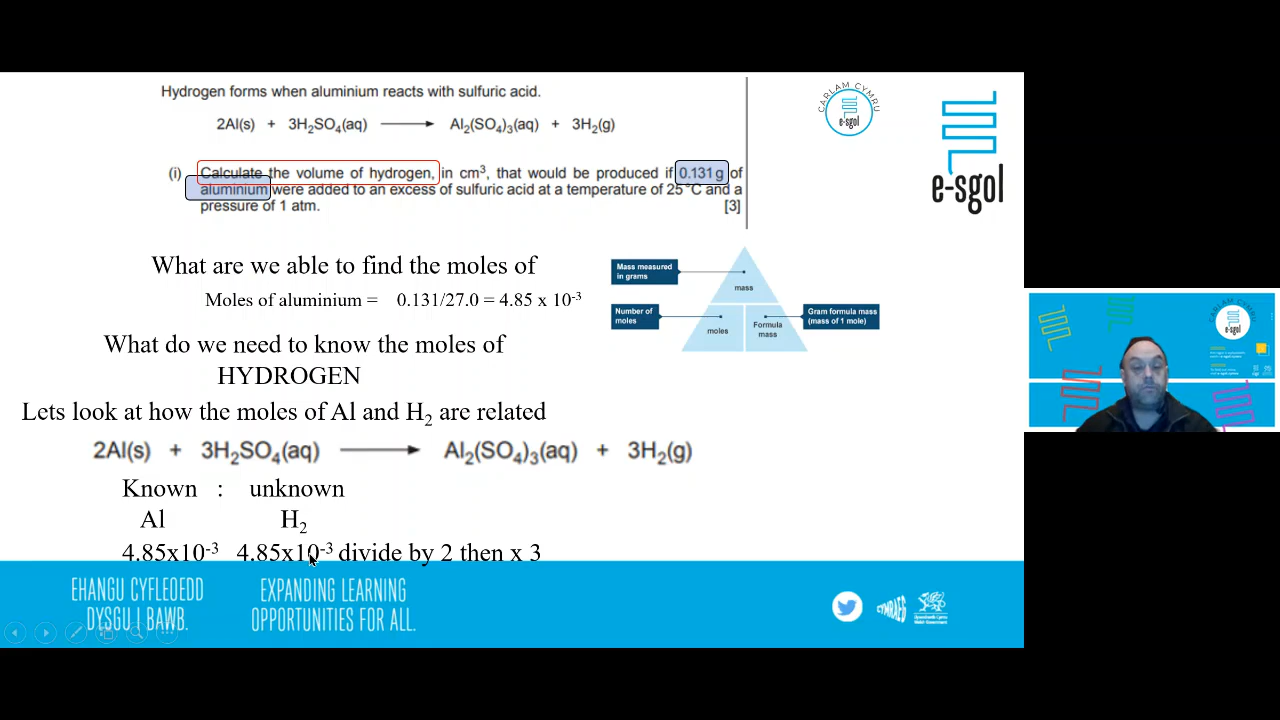 Hydrogen forms when aluminium reacts with sulfuric acid.
2Al(s) + 3H₂SO₄(aq) ⟶ Al₂(SO₄)₃(aq) + 3H₂(g)
(i) Calculate the volume of hydrogen, in cm³, that would be produced if 0.131 g of
aluminium were added to an excess of sulfuric acid at a temperature of 25 °C and a
pressure of 1 atm. [3]
CARLAM CYMRU
e-sgol
e-sgol
What are we able to find the moles of
Moles of aluminium = 0.131/27.0 = 4.85 x 10⁻³
Mass measured
in grams
mass
Number of
moles
moles
Formula
mass
Gram formula mass
(mass of 1 mole)
What do we need to know the moles of
HYDROGEN
Lets look at how the moles of Al and H₂ are related
2Al(s) + 3H₂SO₄(aq) ⟶ Al₂(SO₄)₃(aq) + 3H₂(g)
Known : unknown
Al H₂
4.85x10⁻³ 4.85x10⁻³ divide by 2 then x 3
EHANGU CYFLEOEDD
DYSGU I BAWB.
EXPANDING LEARNING
OPPORTUNITIES FOR ALL.
CYMRAEG
e-sgol